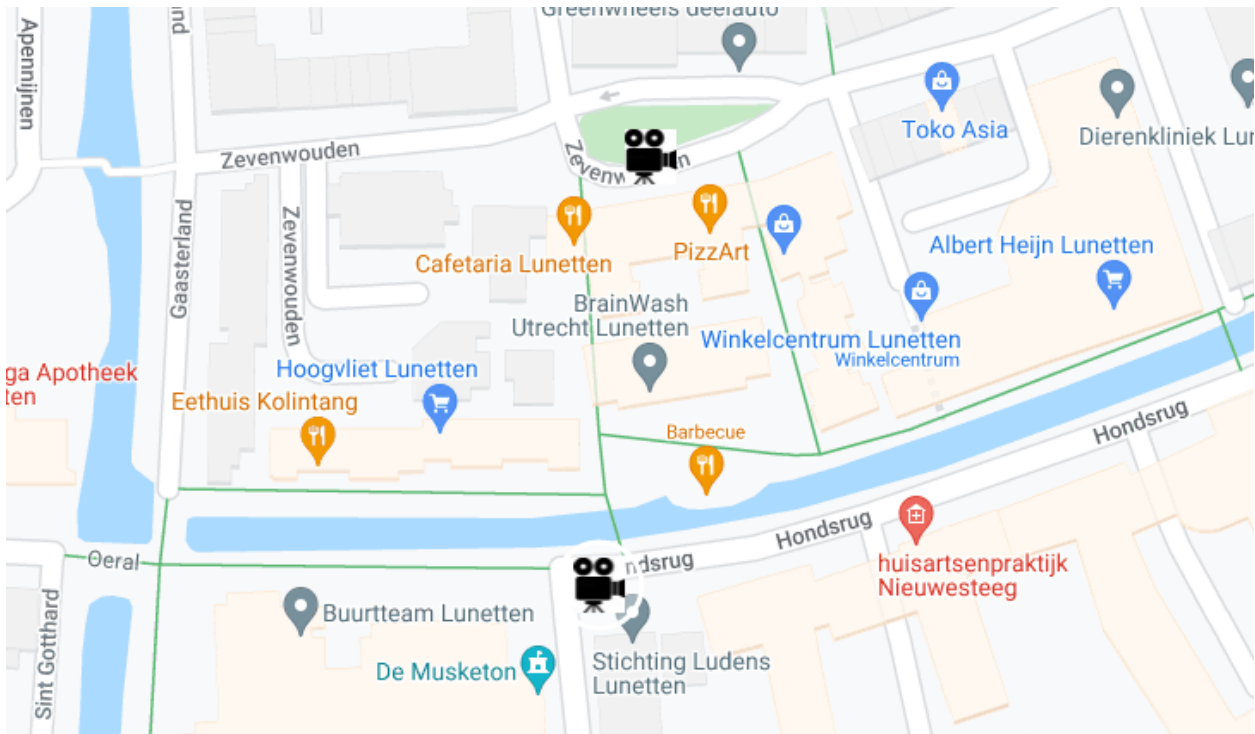 Greenwheels deelauto
Apennijnen
Toko Asia
Dierenkliniek Lun
Zevenwouden
Zevenw
en
Gaasterland
Zevenwouden
Cafetaria Lunetten
PizzArt
Albert Heijn Lunetten
BrainWash
Utrecht Lunetten
Winkelcentrum Lunetten
Winkelcentrum
Hoogvliet Lunetten
ga Apotheek
ten
Eethuis Kolintang
Barbecue
Hondsrug
Hondsrug
ndsrug
Oeral
huisartsenpraktijk
Nieuwesteeg
Buurtteam Lunetten
Sint Gotthard
De Musketon
Stichting Ludens
Lunetten